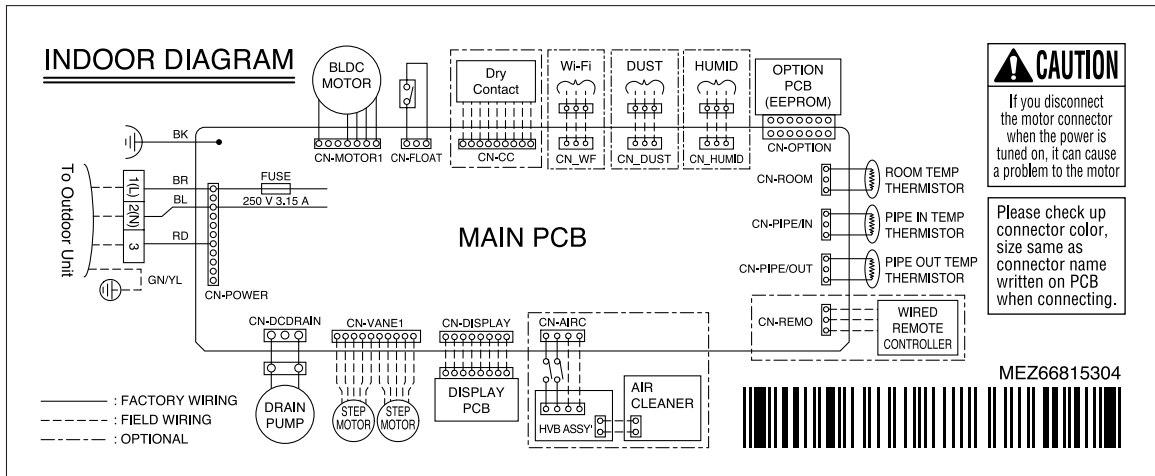 INDOOR DIAGRAM
BLDC
MOTOR
Dry
Contact
Wi-Fi
DUST
HUMID
OPTION
PCB
(EEPROM)
CAUTION
If you disconnect
the motor connector
when the power is
tuned on, it can cause
a problem to the motor
BK
CN-MOTOR1
CN-FLOAT
CN-CC
CN_WF
CN_DUST
CN_HUMID
CN-OPTION
To Outdoor Unit
1(L)
2(N)
3
BR
BL
RD
GN/YL
FUSE
250 V 3.15 A
CN-POWER
MAIN PCB
CN-ROOM
ROOM TEMP
THERMISTOR
CN-PIPE/IN
PIPE IN TEMP
THERMISTOR
CN-PIPE/OUT
PIPE OUT TEMP
THERMISTOR
Please check up
connector color,
size same as
connector name
written on PCB
when connecting.
CN-REMO
WIRED
REMOTE
CONTROLLER
CN-DCDRAIN
CN-VANE1
CN-DISPLAY
CN-AIRC
DRAIN
PUMP
STEP
MOTOR
STEP
MOTOR
DISPLAY
PCB
HVB ASSY'
AIR
CLEANER
: FACTORY WIRING
: FIELD WIRING
: OPTIONAL
MEZ66815304